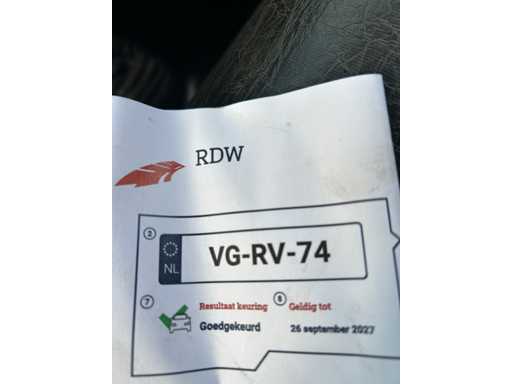 RDW
2
NL
VG-RV-74
7
Resultaat keuring
Goedgekeurd
8
Geldig tot
26 september 2027